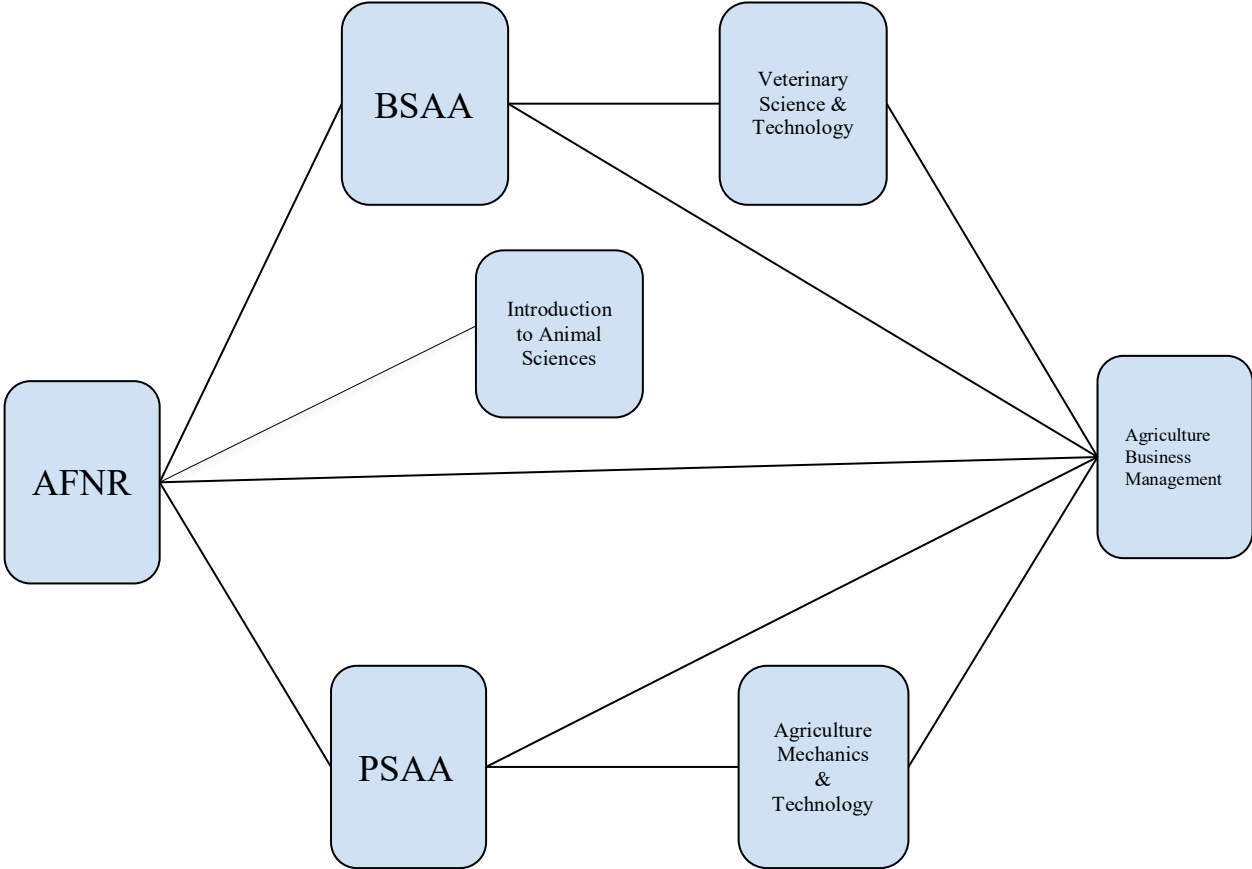 BSAA
Veterinary
Science &
Technology
Introduction
to Animal
Sciences
AFNR
Agriculture
Business
Management
PSAA
Agriculture
Mechanics
&
Technology